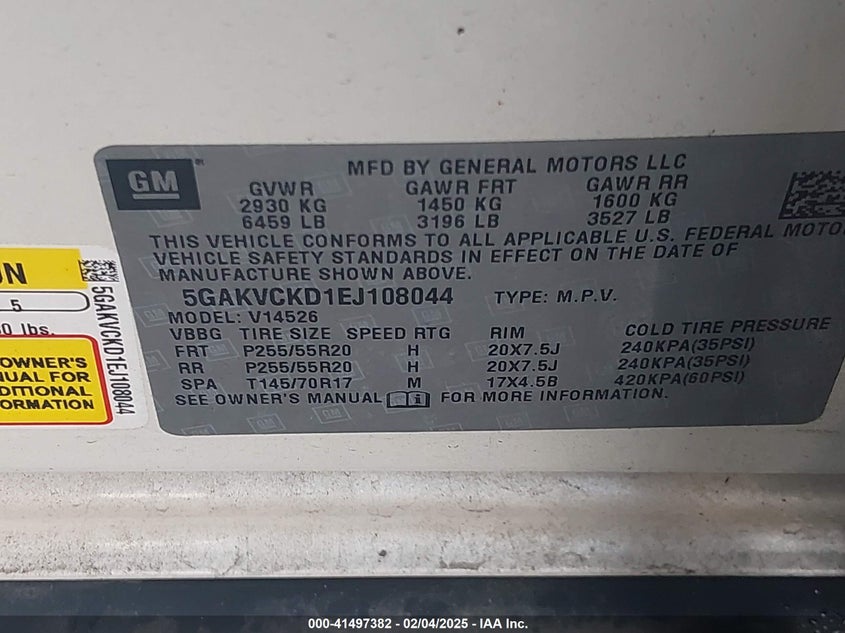 GM
MFD BY GENERAL MOTORS LLC
GVWR GAWR FRT GAWR RR
2930 KG 1450 KG 1600 KG
6459 LB 3196 LB 3527 LB
THIS VEHICLE CONFORMS TO ALL APPLICABLE U.S. FEDERAL MOTO
VEHICLE SAFETY STANDARDS IN EFFECT ON THE DATE OF
MANUFACTURE SHOWN ABOVE.
5GAKVCKD1EJ108044 TYPE: M.P.V.
MODEL: V14526
VBBG TIRE SIZE SPEED RTG RIM COLD TIRE PRESSURE
FRT P255/55R20 H 20X7.5J 240KPA(35PSI)
RR P255/55R20 H 20X7.5J 240KPA(35PSI)
SPA T145/70R17 M 17X4.5B 420KPA(60PSI)
SEE OWNER'S MANUAL FOR MORE INFORMATION.
5
lbs.
OWNER'S
FOR
5GAKVCKD1EJ108044
000-41497382 - 02/04/2025 - IAA Inc.